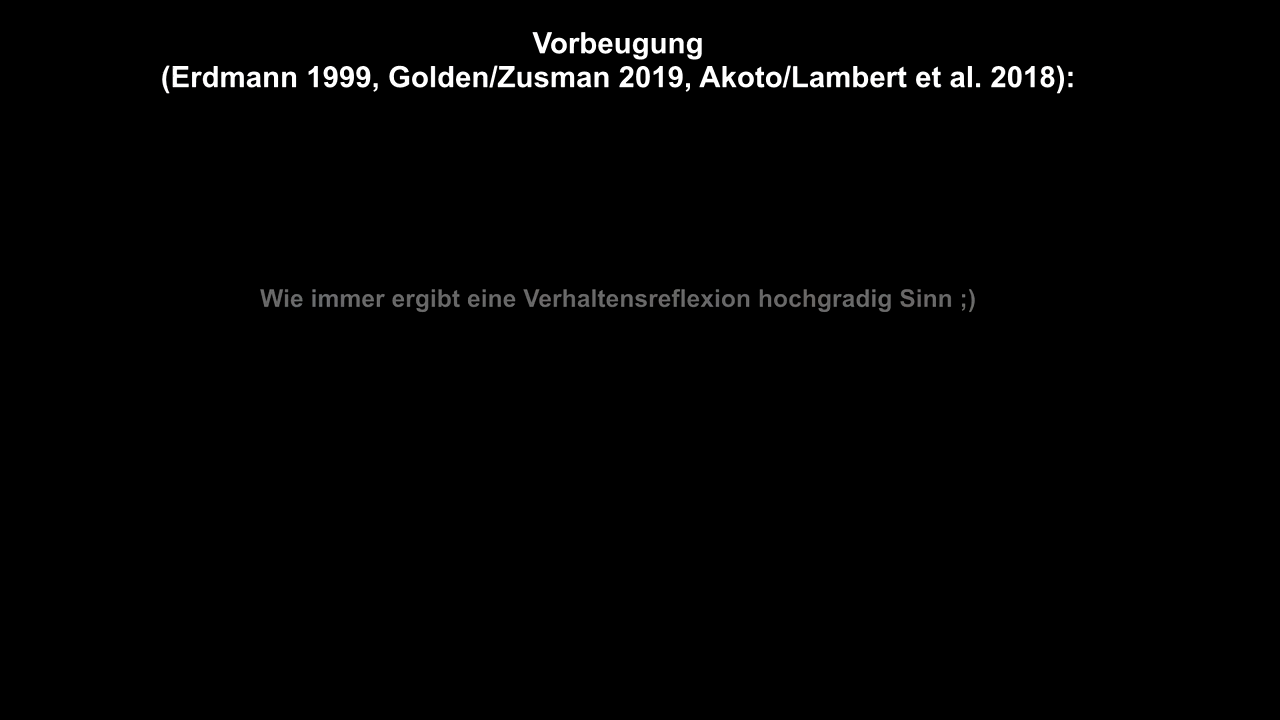 Vorbeugung
(Erdmann 1999, Golden/Zusman 2019, Akoto/Lambert et al. 2018):
Wie immer ergibt eine Verhaltensreflexion hochgradig Sinn ;)